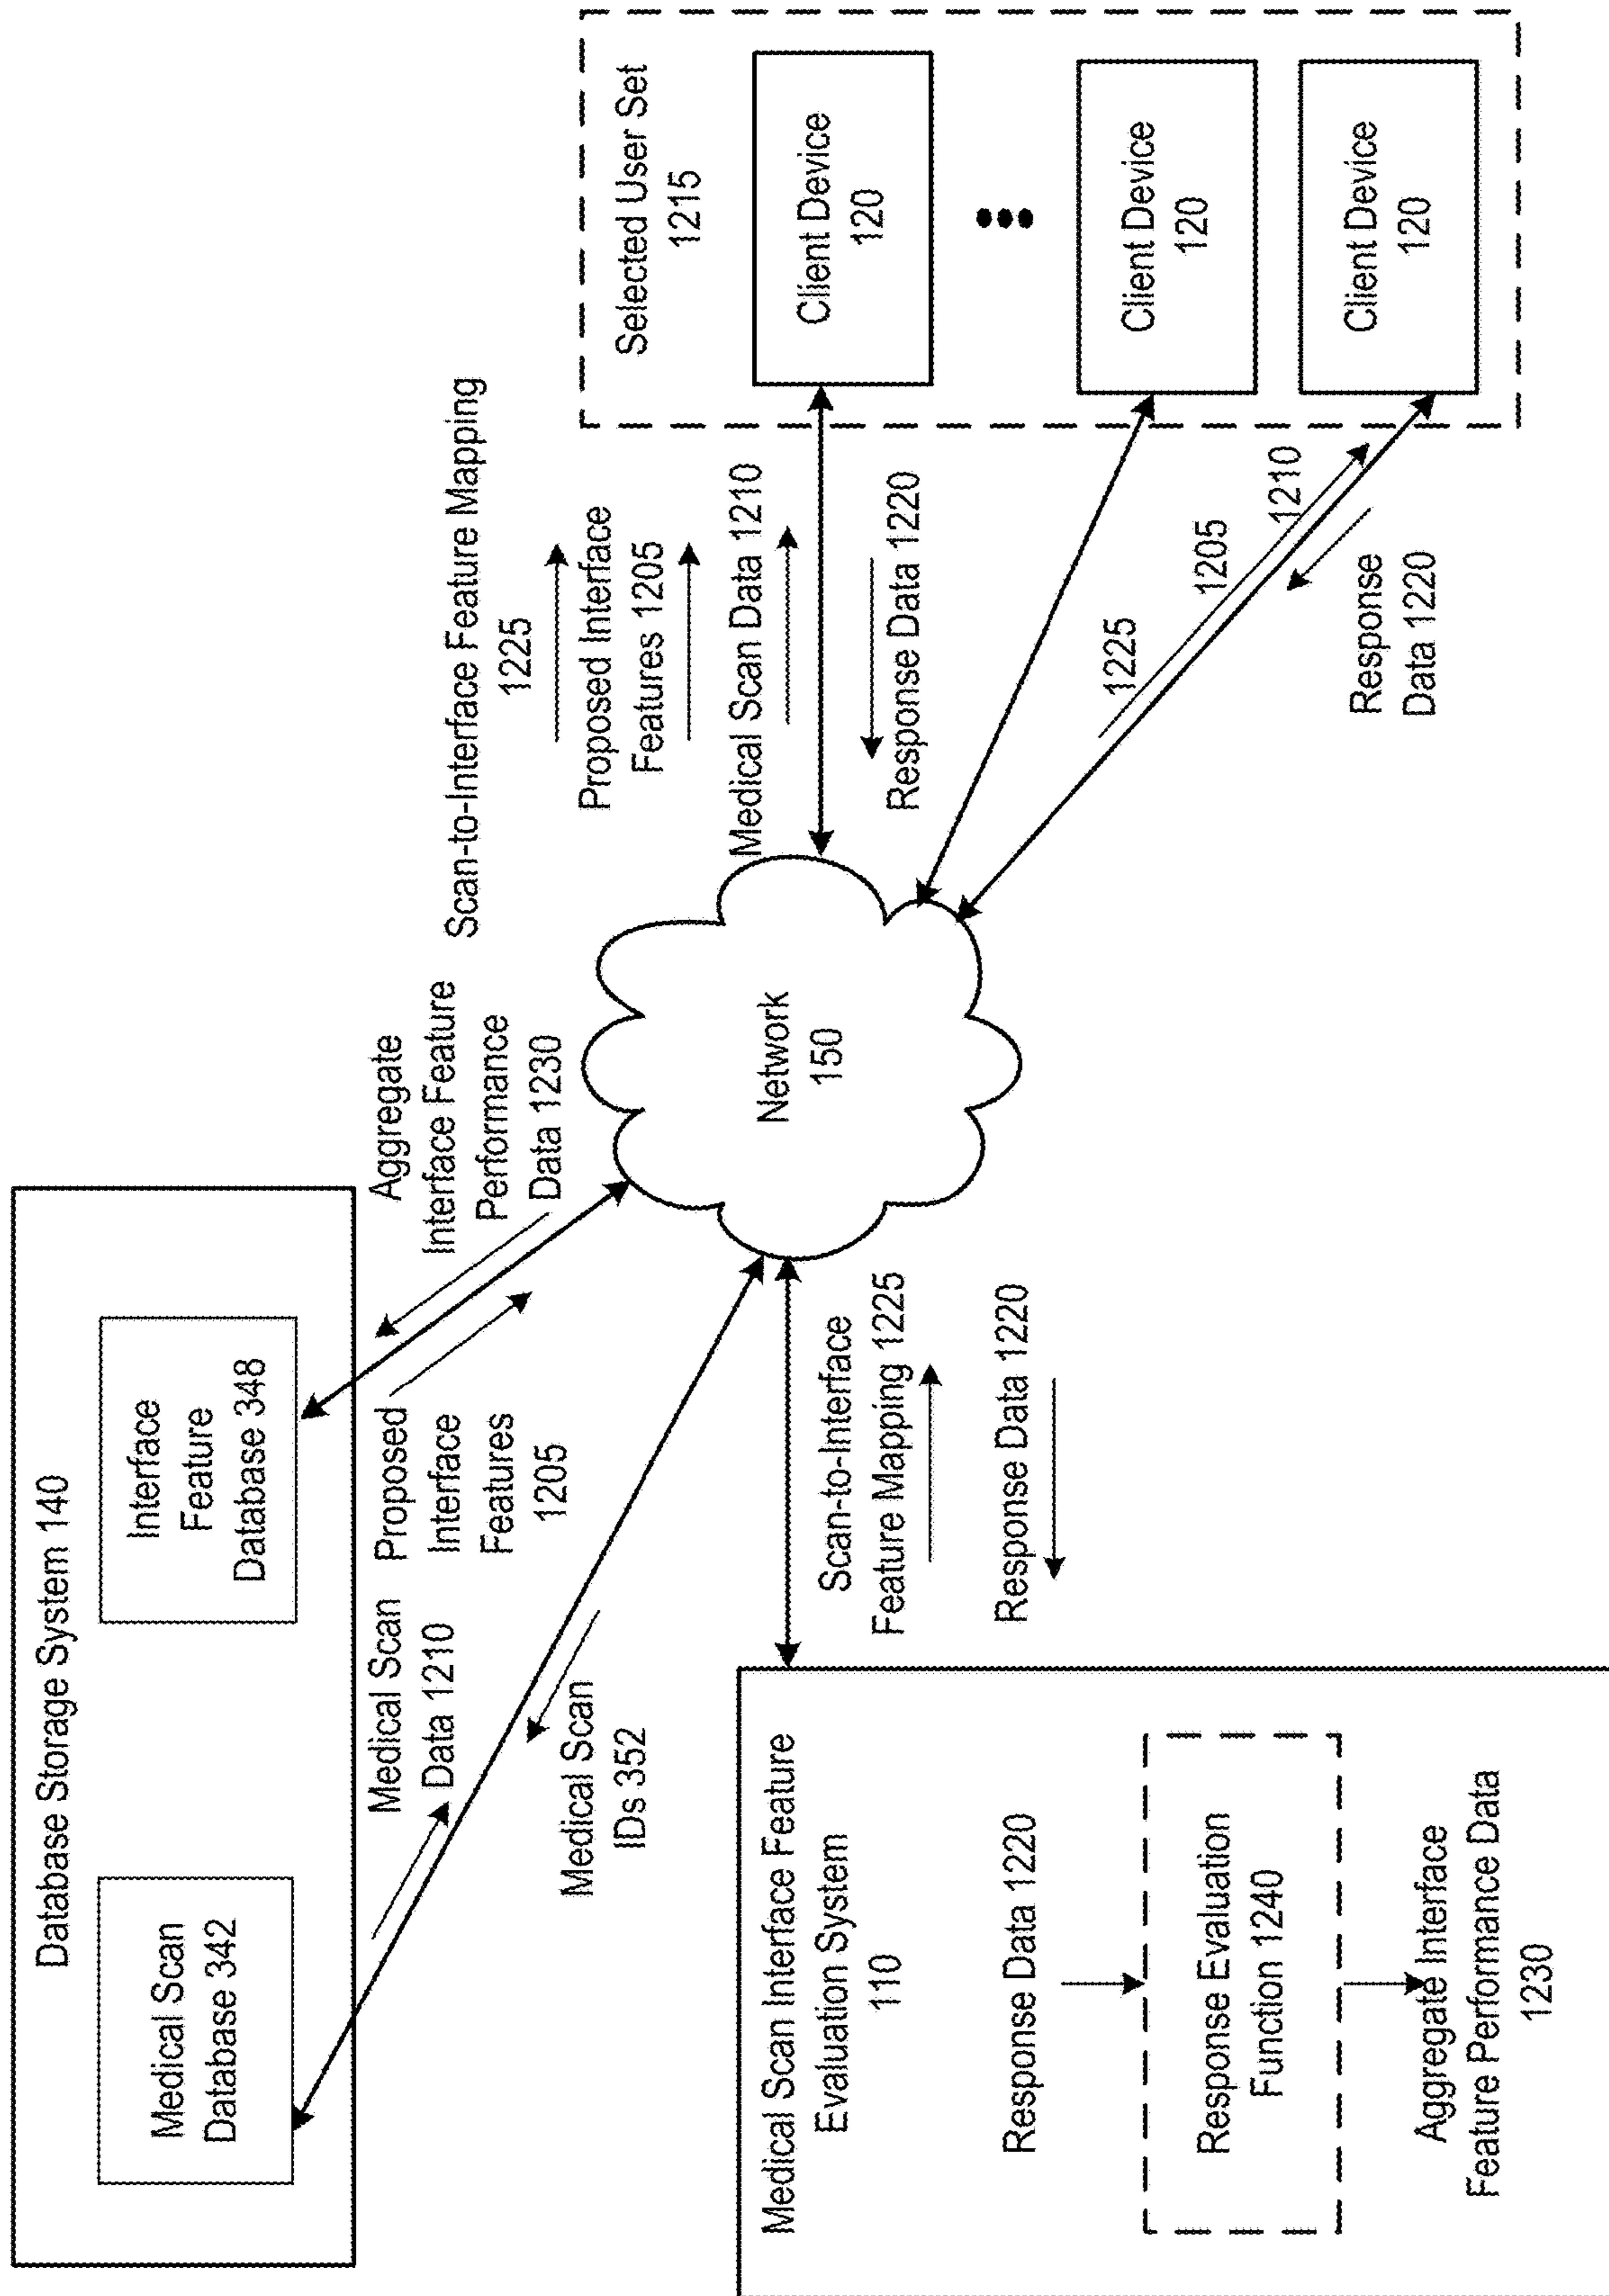 Database Storage System 140
Medical Scan
Database 342
Interface
Feature
Database 348
Medical Scan
Data 1210
Proposed
Interface
Features
1205
Aggregate
Interface Feature
Performance
Data 1230
Medical Scan
IDs 352
Scan-to-Interface Feature Mapping
1225
Proposed Interface
Features 1205
Medical Scan Data 1210
Response Data 1220
Network
150
Selected User Set
1215
Client Device
120
Client Device
120
Client Device
120
1225
1205
1210
Response
Data 1220
Scan-to-Interface
Feature Mapping 1225
Response Data 1220
Medical Scan Interface Feature
Evaluation System
110
Response Data 1220
Response Evaluation
Function 1240
Aggregate Interface
Feature Performance Data
1230